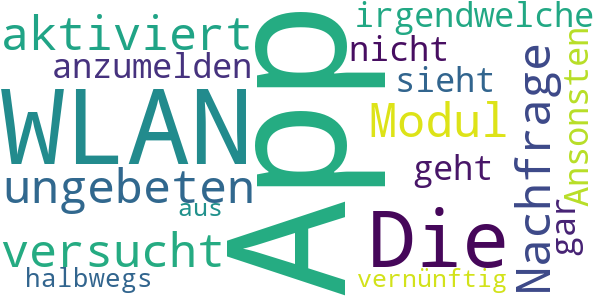 aktiviert
anzumelden
WLAN
ungebeten
aus
versucht
halbwegs
App
irgendwelche
nicht
sieht
Modul
geht
Die
vernünftig
Nachfrage
gar
Ansonsten